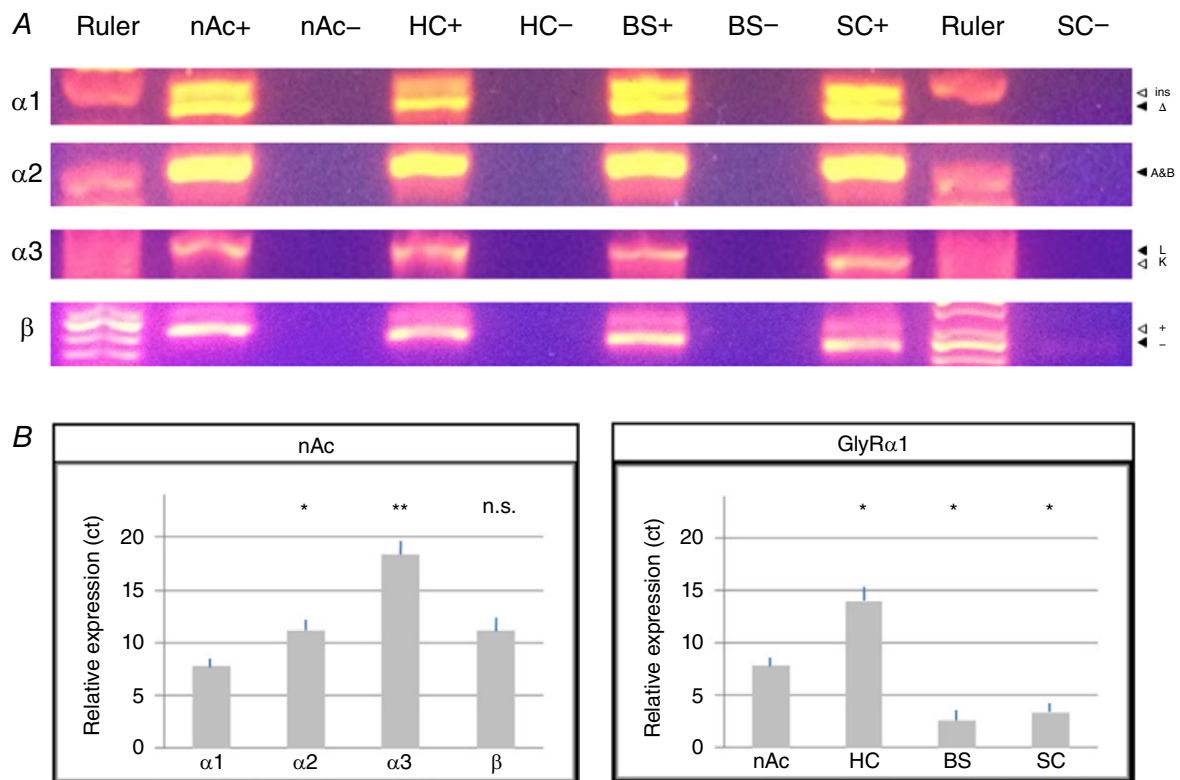 A Ruler nAc+ nAc– HC+ HC– BS+ BS– SC+ Ruler SC–
α1 ins
Δ
α2 A&B
α3 L
K
β +
–
B nAc
Relative expression (ct)
* ** n.s.
20
15
10
5
0
α1 α2 α3 β
GlyRα1
Relative expression (ct)
* * *
20
15
10
5
0
nAc HC BS SC